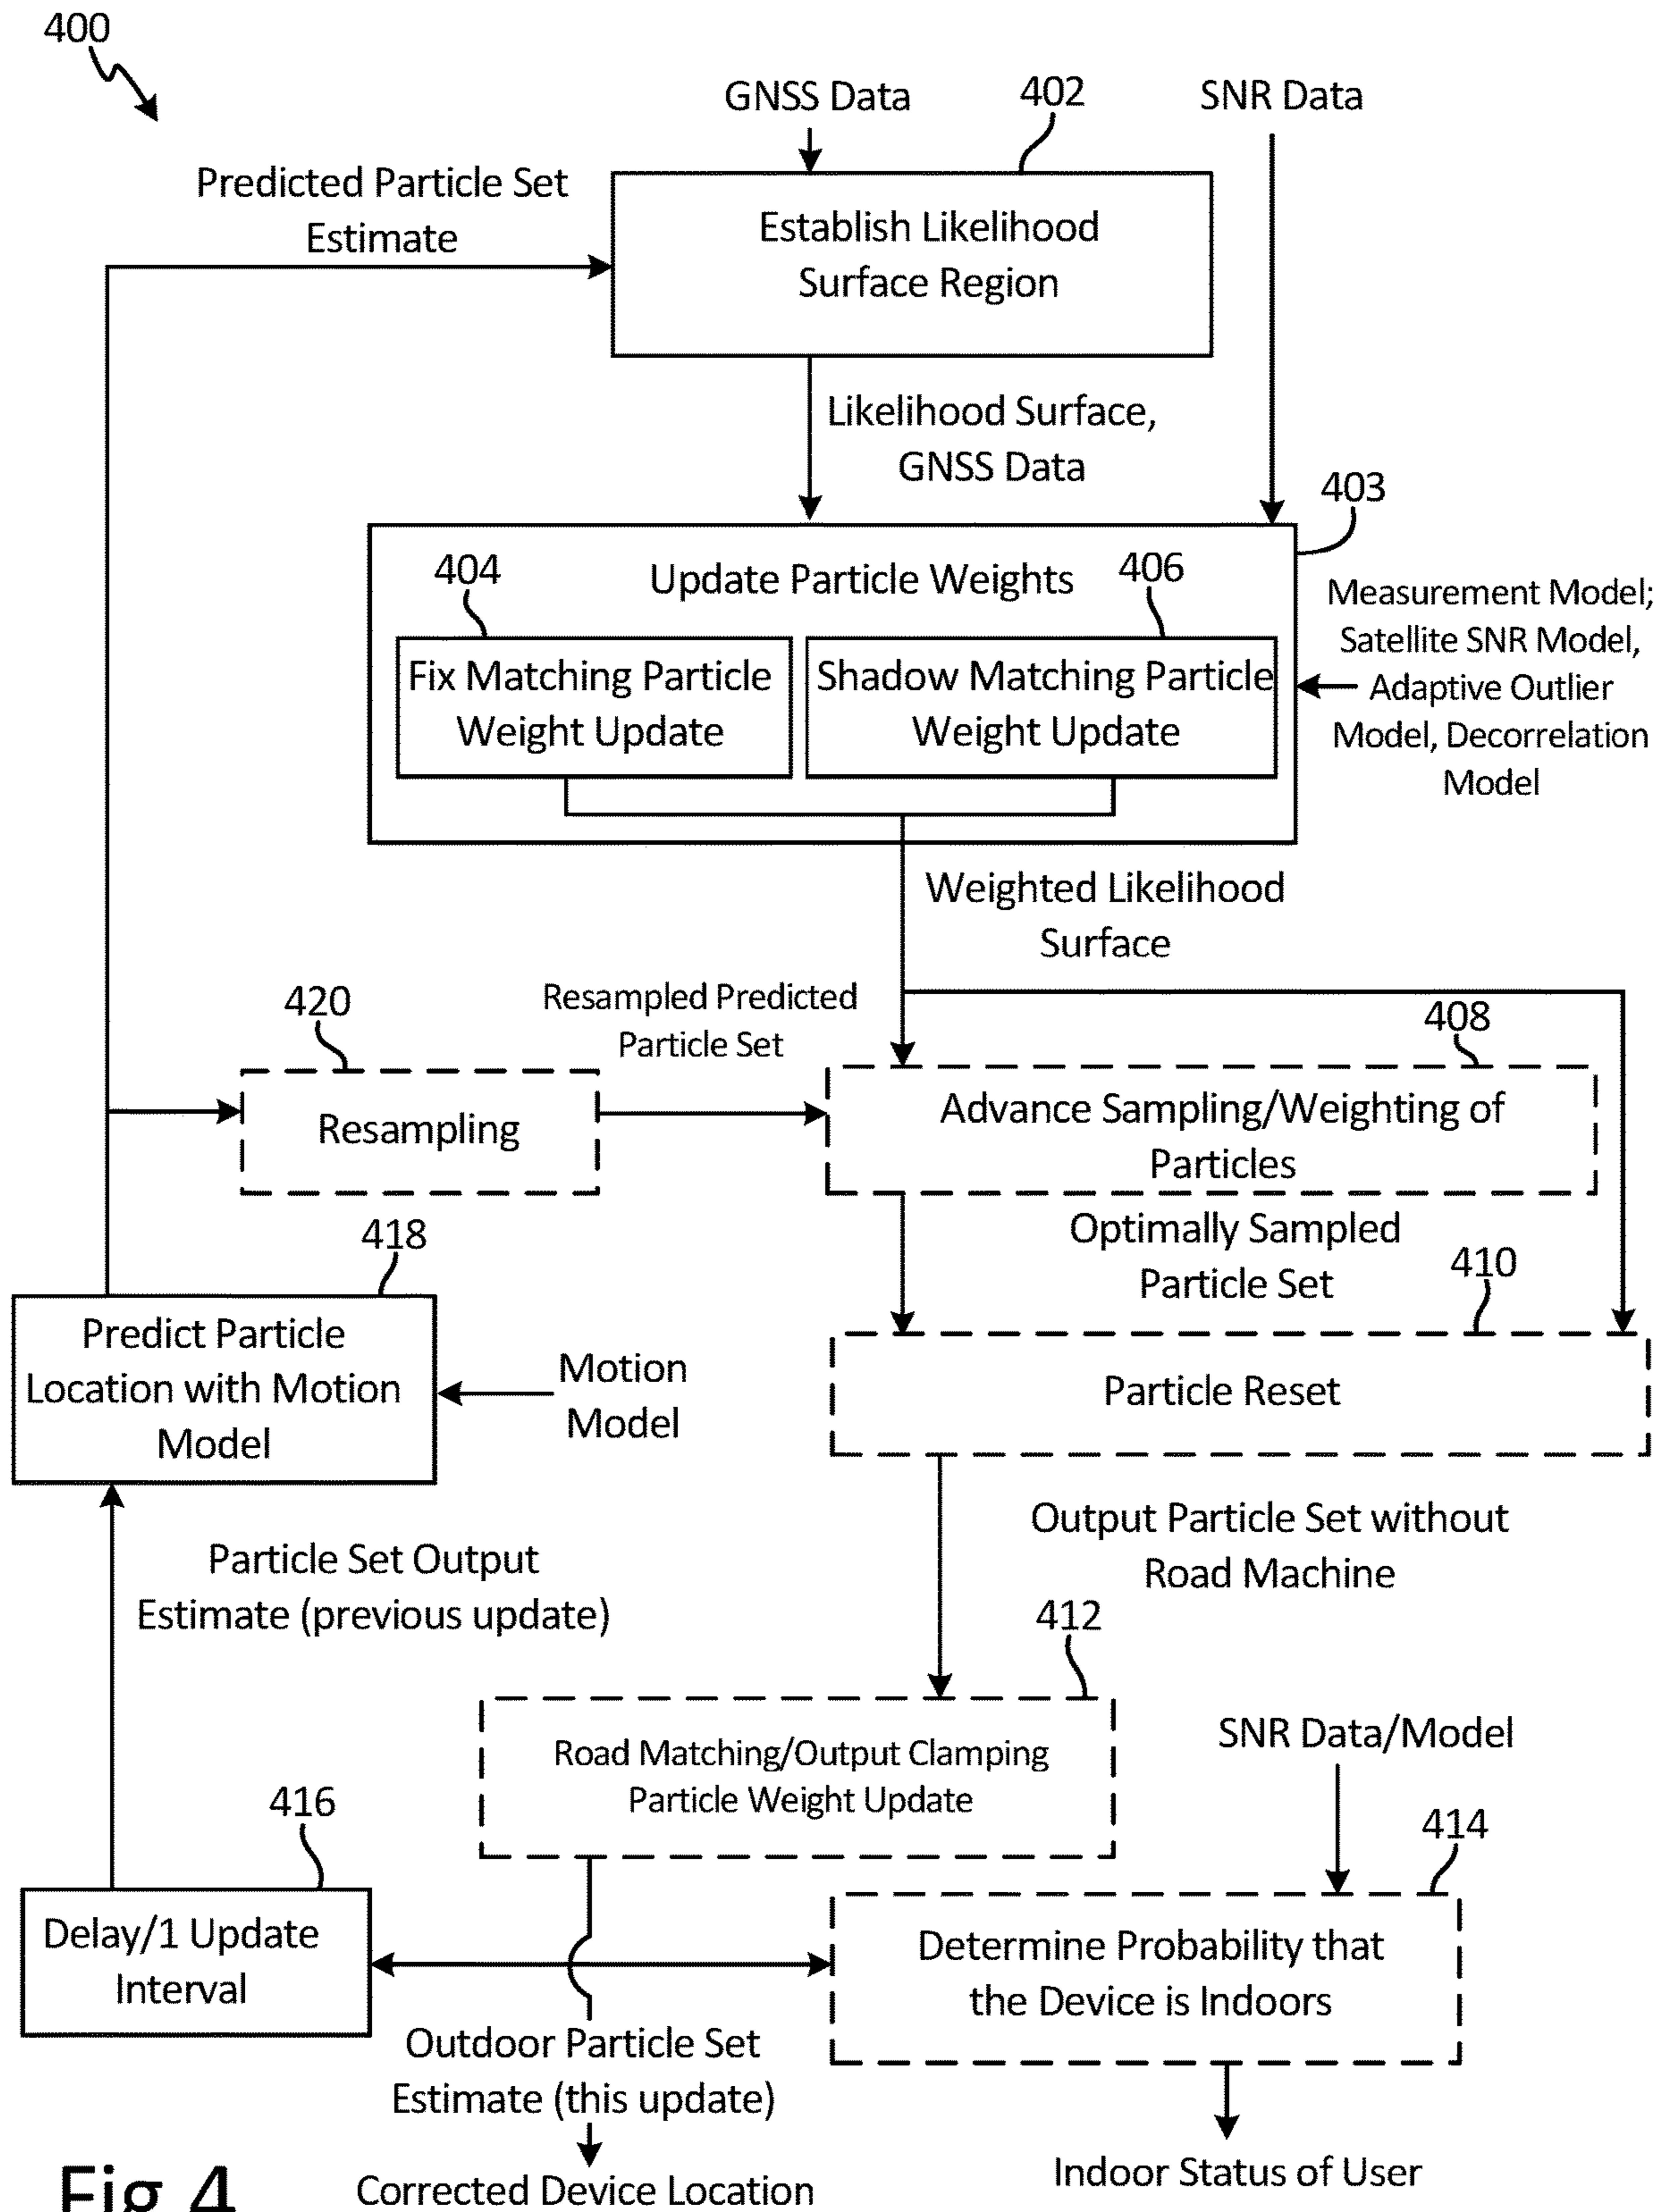 400
GNSS Data
402
SNR Data
Predicted Particle Set
Estimate
Establish Likelihood
Surface Region
Likelihood Surface,
GNSS Data
403
404
Update Particle Weights
406
Measurement Model;
Satellite SNR Model,
Adaptive Outlier
Model, Decorrelation
Model
Fix Matching Particle
Weight Update
Shadow Matching Particle
Weight Update
Weighted Likelihood
Surface
420
Resampled Predicted
Particle Set
408
Resampling
Advance Sampling/Weighting of
Particles
418
Optimally Sampled
Particle Set
410
Predict Particle
Location with Motion
Model
Motion
Model
Particle Reset
Output Particle Set without
Road Machine
Particle Set Output
Estimate (previous update)
412
Road Matching/Output Clamping
Particle Weight Update
SNR Data/Model
416
414
Delay/1 Update
Interval
Determine Probability that
the Device is Indoors
Outdoor Particle Set
Estimate (this update)
Corrected Device Location
Indoor Status of User
Fig 4